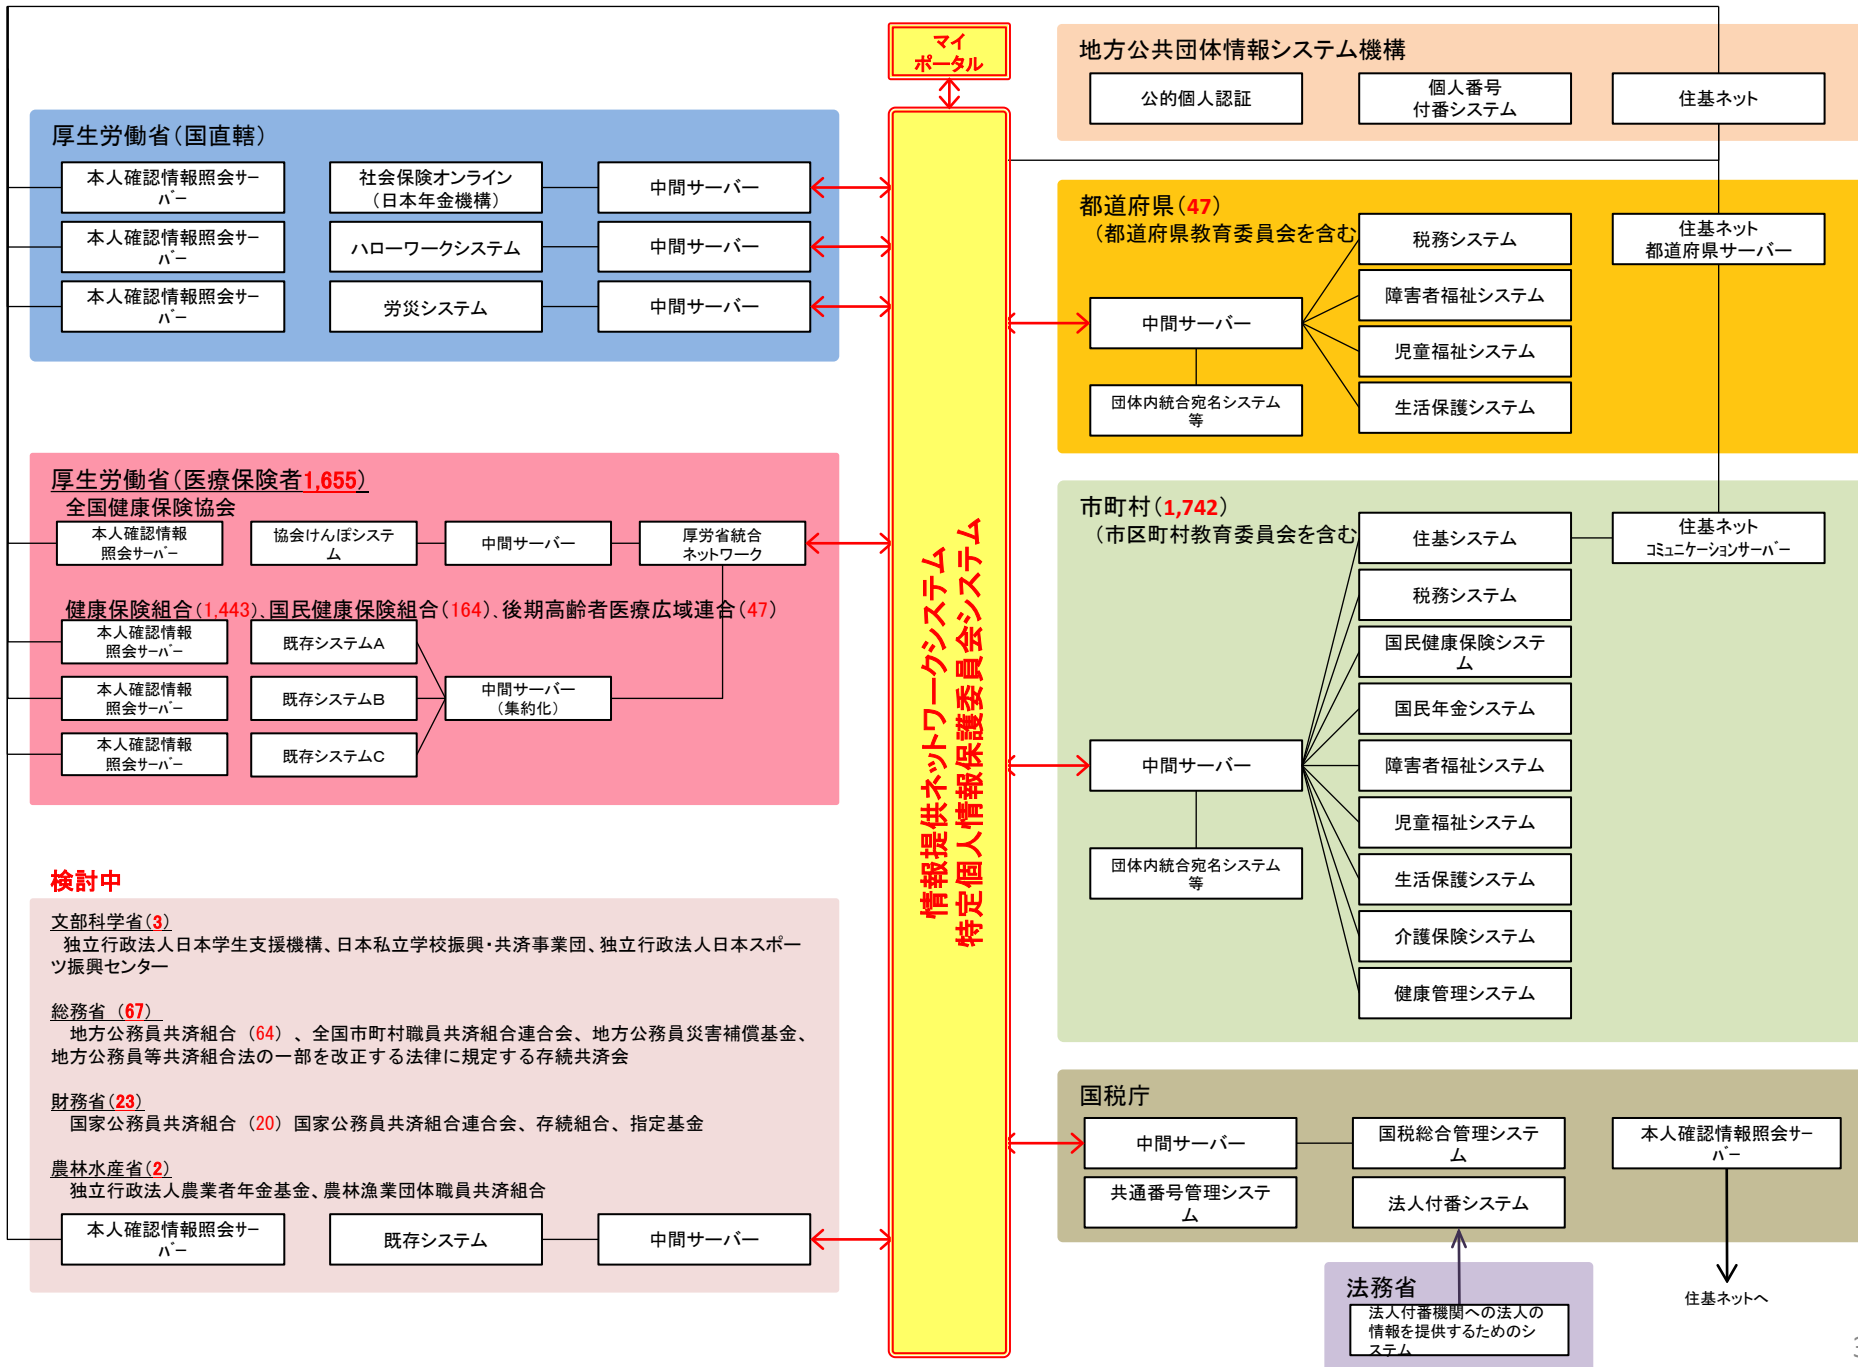 マイ
ポータル
地方公共団体情報システム機構
公的個人認証
個人番号
付番システム
住基ネット
厚生労働省（国直轄）
本人確認情報照会サー
バー
社会保険オンライン
（日本年金機構）
中間サーバー
本人確認情報照会サー
バー
ハローワークシステム
中間サーバー
本人確認情報照会サー
バー
労災システム
中間サーバー
都道府県（47）
（都道府県教育委員会を含む
税務システム
住基ネット
都道府県サーバー
障害者福祉システム
中間サーバー
児童福祉システム
団体内統合宛名システム
等
生活保護システム
厚生労働省（医療保険者1,655）
全国健康保険協会
本人確認情報
照会サーバー
協会けんぽシステ
ム
中間サーバー
厚労省統合
ネットワーク
健康保険組合（1,443）、国民健康保険組合（164）、後期高齢者医療広域連合（47）
本人確認情報
照会サーバー
既存システムA
本人確認情報
照会サーバー
既存システムB
中間サーバー
（集約化）
本人確認情報
照会サーバー
既存システムC
情報提供ネットワークシステム
特定個人情報保護委員会システム
市町村（1,742）
（市区町村教育委員会を含む
住基システム
住基ネット
コミュニケーションサーバー
税務システム
国民健康保険システ
ム
国民年金システム
中間サーバー
障害者福祉システム
児童福祉システム
団体内統合宛名システム
等
生活保護システム
介護保険システム
健康管理システム
検討中
文部科学省（3）
独立行政法人日本学生支援機構、日本私立学校振興・共済事業団、独立行政法人日本スポー
ツ振興センター
総務省（67）
地方公務員共済組合（64）、全国市町村職員共済組合連合会、地方公務員災害補償基金、
地方公務員等共済組合法の一部を改正する法律に規定する存続共済会
財務省（23）
国家公務員共済組合（20）国家公務員共済組合連合会、存続組合、指定基金
農林水産省（2）
独立行政法人農業者年金基金、農林漁業団体職員共済組合
本人確認情報照会サー
バー
既存システム
中間サーバー
国税庁
中間サーバー
国税総合管理システ
ム
本人確認情報照会サー
バー
共通番号管理システ
ム
法人付番システム
法務省
法人付番機関への法人の
情報を提供するためのシ
ステム
住基ネットへ